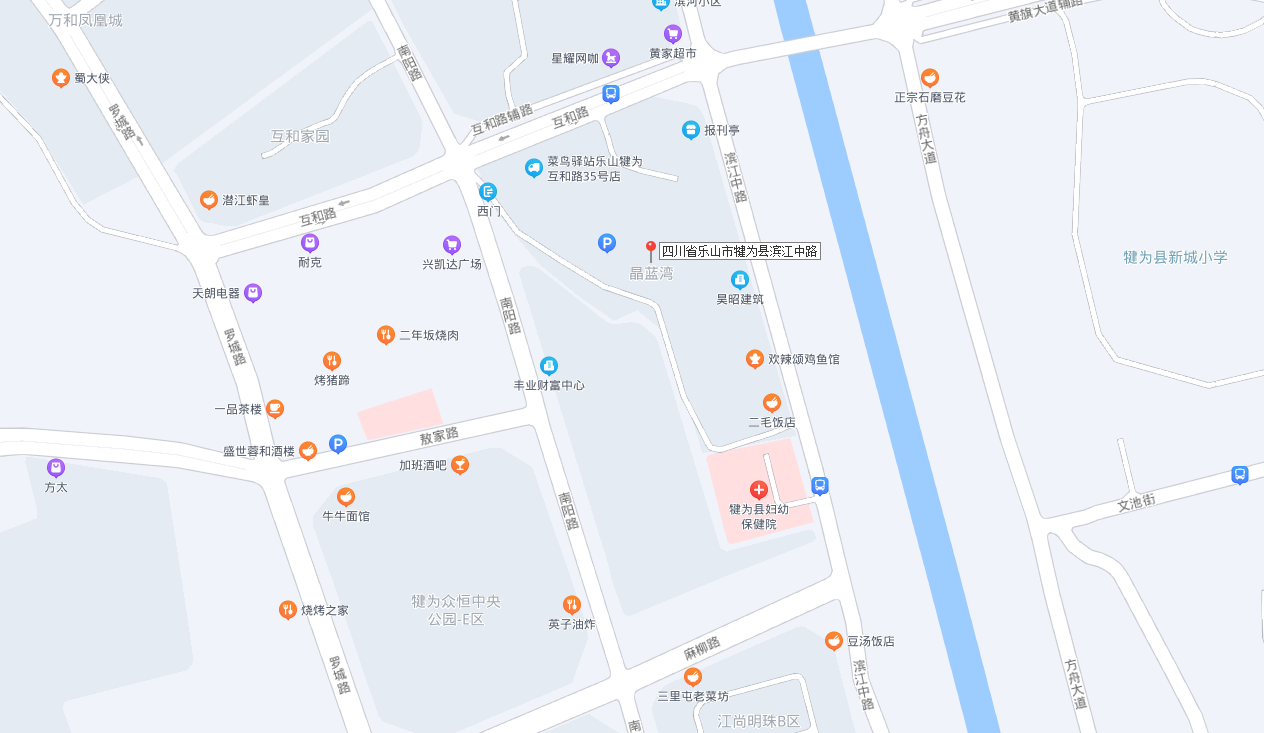 万和凤凰城
滨河小区
黄旗大道辅路
黄家超市
星耀网咖
南阳路
蜀大侠
正宗石磨豆花
罗城路
互和路辅路
互和路
互和家园
报刊亭
方舟大道
菜鸟驿站乐山犍为
互和路35号店
滨江中路
潜江虾皇
西门
互和路
耐克
兴凯达广场
四川省乐山市犍为县滨江中路
晶蓝湾
犍为县新城小学
天朗电器
昊昭建筑
南阳路
罗城路
二年坂烧肉
欢辣颂鸡鱼馆
烤猪蹄
丰业财富中心
一品茶楼
二毛饭店
敖家路
盛世蓉和酒楼
加班酒吧
方太
牛牛面馆
南阳路
犍为县妇幼
保健院
文池街
犍为众恒中央
公园-E区
烧烤之家
英子油炸
豆汤饭店
麻柳路
罗城路
滨江中路
方舟大道
三里屯老菜坊
江尚明珠B区
南